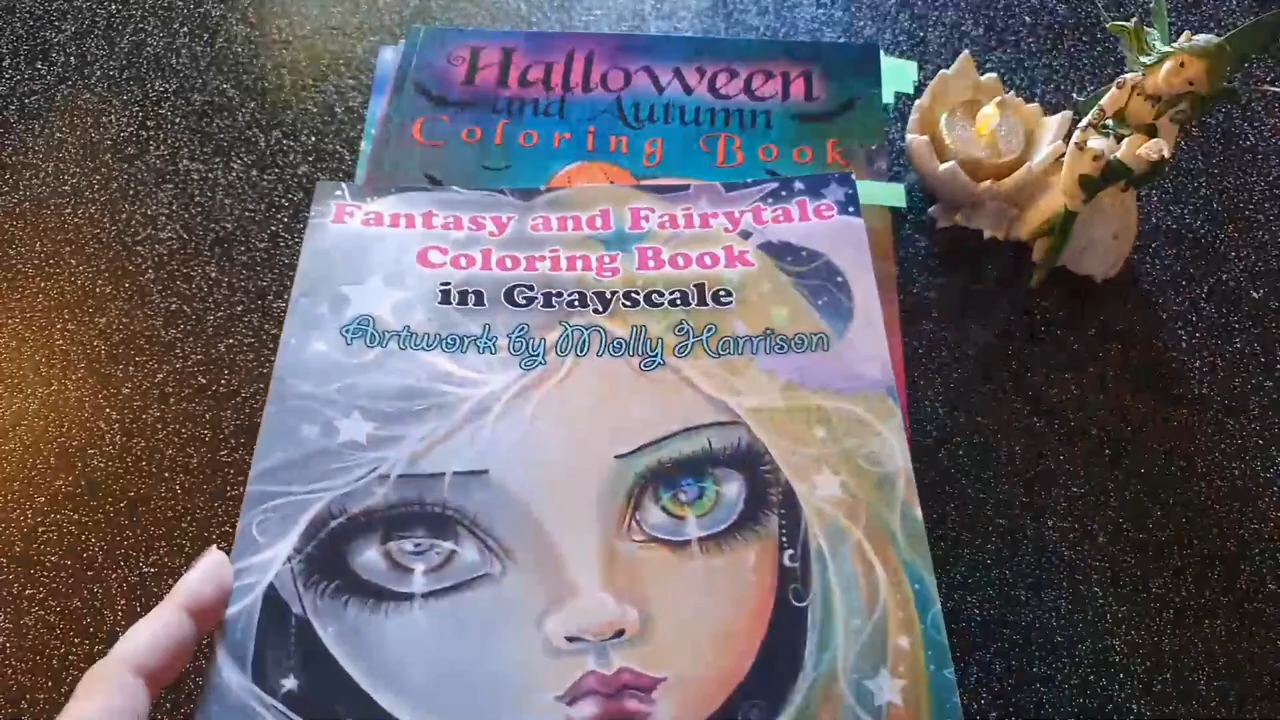 Halloween
and Autumn
Coloring Book
Fantasy and Fairytale
Coloring Book
in Grayscale
Artwork by Molly Harrison